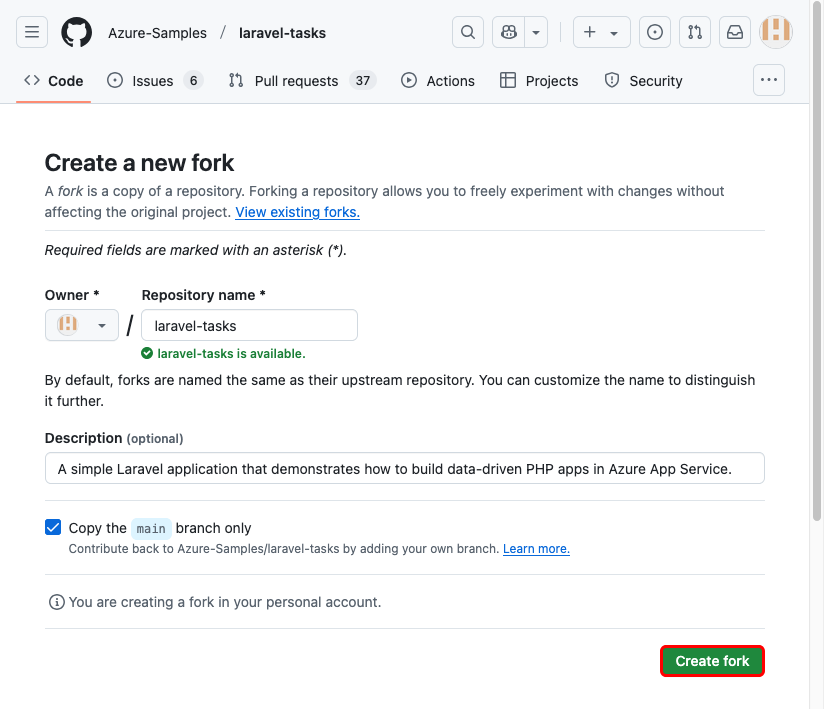 Azure-Samples / laravel-tasks
Code Issues 6 Pull requests 37 Actions Projects Security
Create a new fork
A fork is a copy of a repository. Forking a repository allows you to freely experiment with changes without
affecting the original project. View existing forks.
Required fields are marked with an asterisk (*).
Owner * Repository name *
/ laravel-tasks
laravel-tasks is available.
By default, forks are named the same as their upstream repository. You can customize the name to distinguish
it further.
Description (optional)
A simple Laravel application that demonstrates how to build data-driven PHP apps in Azure App Service.
Copy the main branch only
Contribute back to Azure-Samples/laravel-tasks by adding your own branch. Learn more.
You are creating a fork in your personal account.
Create fork